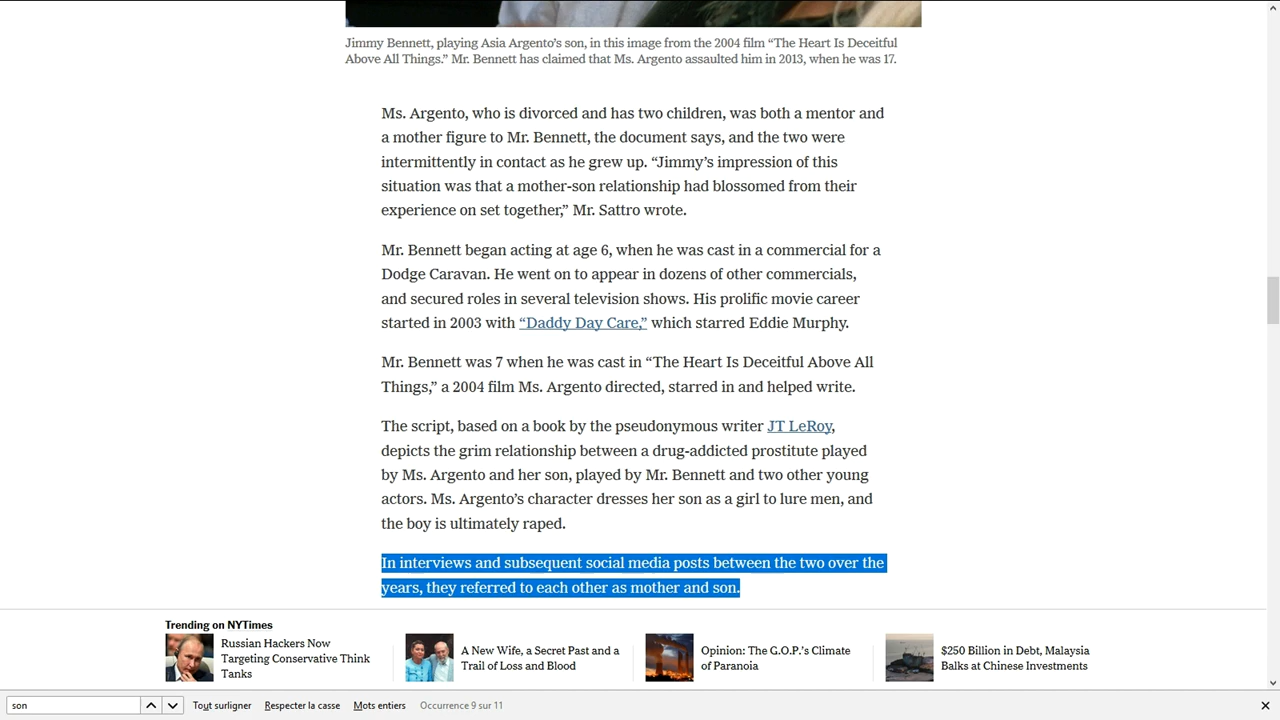 Jimmy Bennett, playing Asia Argento’s son, in this image from the 2004 film “The Heart Is Deceitful
Above All Things.” Mr. Bennett has claimed that Ms. Argento assaulted him in 2013, when he was 17.
Ms. Argento, who is divorced and has two children, was both a mentor and
a mother figure to Mr. Bennett, the document says, and the two were
intermittently in contact as he grew up. “Jimmy’s impression of this
situation was that a mother-son relationship had blossomed from their
experience on set together,” Mr. Sattro wrote.
Mr. Bennett began acting at age 6, when he was cast in a commercial for a
Dodge Caravan. He went on to appear in dozens of other commercials,
and secured roles in several television shows. His prolific movie career
started in 2003 with “Daddy Day Care,” which starred Eddie Murphy.
Mr. Bennett was 7 when he was cast in “The Heart Is Deceitful Above All
Things,” a 2004 film Ms. Argento directed, starred in and helped write.
The script, based on a book by the pseudonymous writer JT LeRoy,
depicts the grim relationship between a drug-addicted prostitute played
by Ms. Argento and her son, played by Mr. Bennett and two other young
actors. Ms. Argento’s character dresses her son as a girl to lure men, and
the boy is ultimately raped.
In interviews and subsequent social media posts between the two over the
years, they referred to each other as mother and son.
Trending on NYTimes
Russian Hackers Now
Targeting Conservative Think
Tanks
A New Wife, a Secret Past and a
Trail of Loss and Blood
Opinion: The G.O.P.’s Climate
of Paranoia
$250 Billion in Debt, Malaysia
Balks at Chinese Investments
son
Tout surligner
Respecter la casse
Mots entiers
Occurrence 9 sur 11